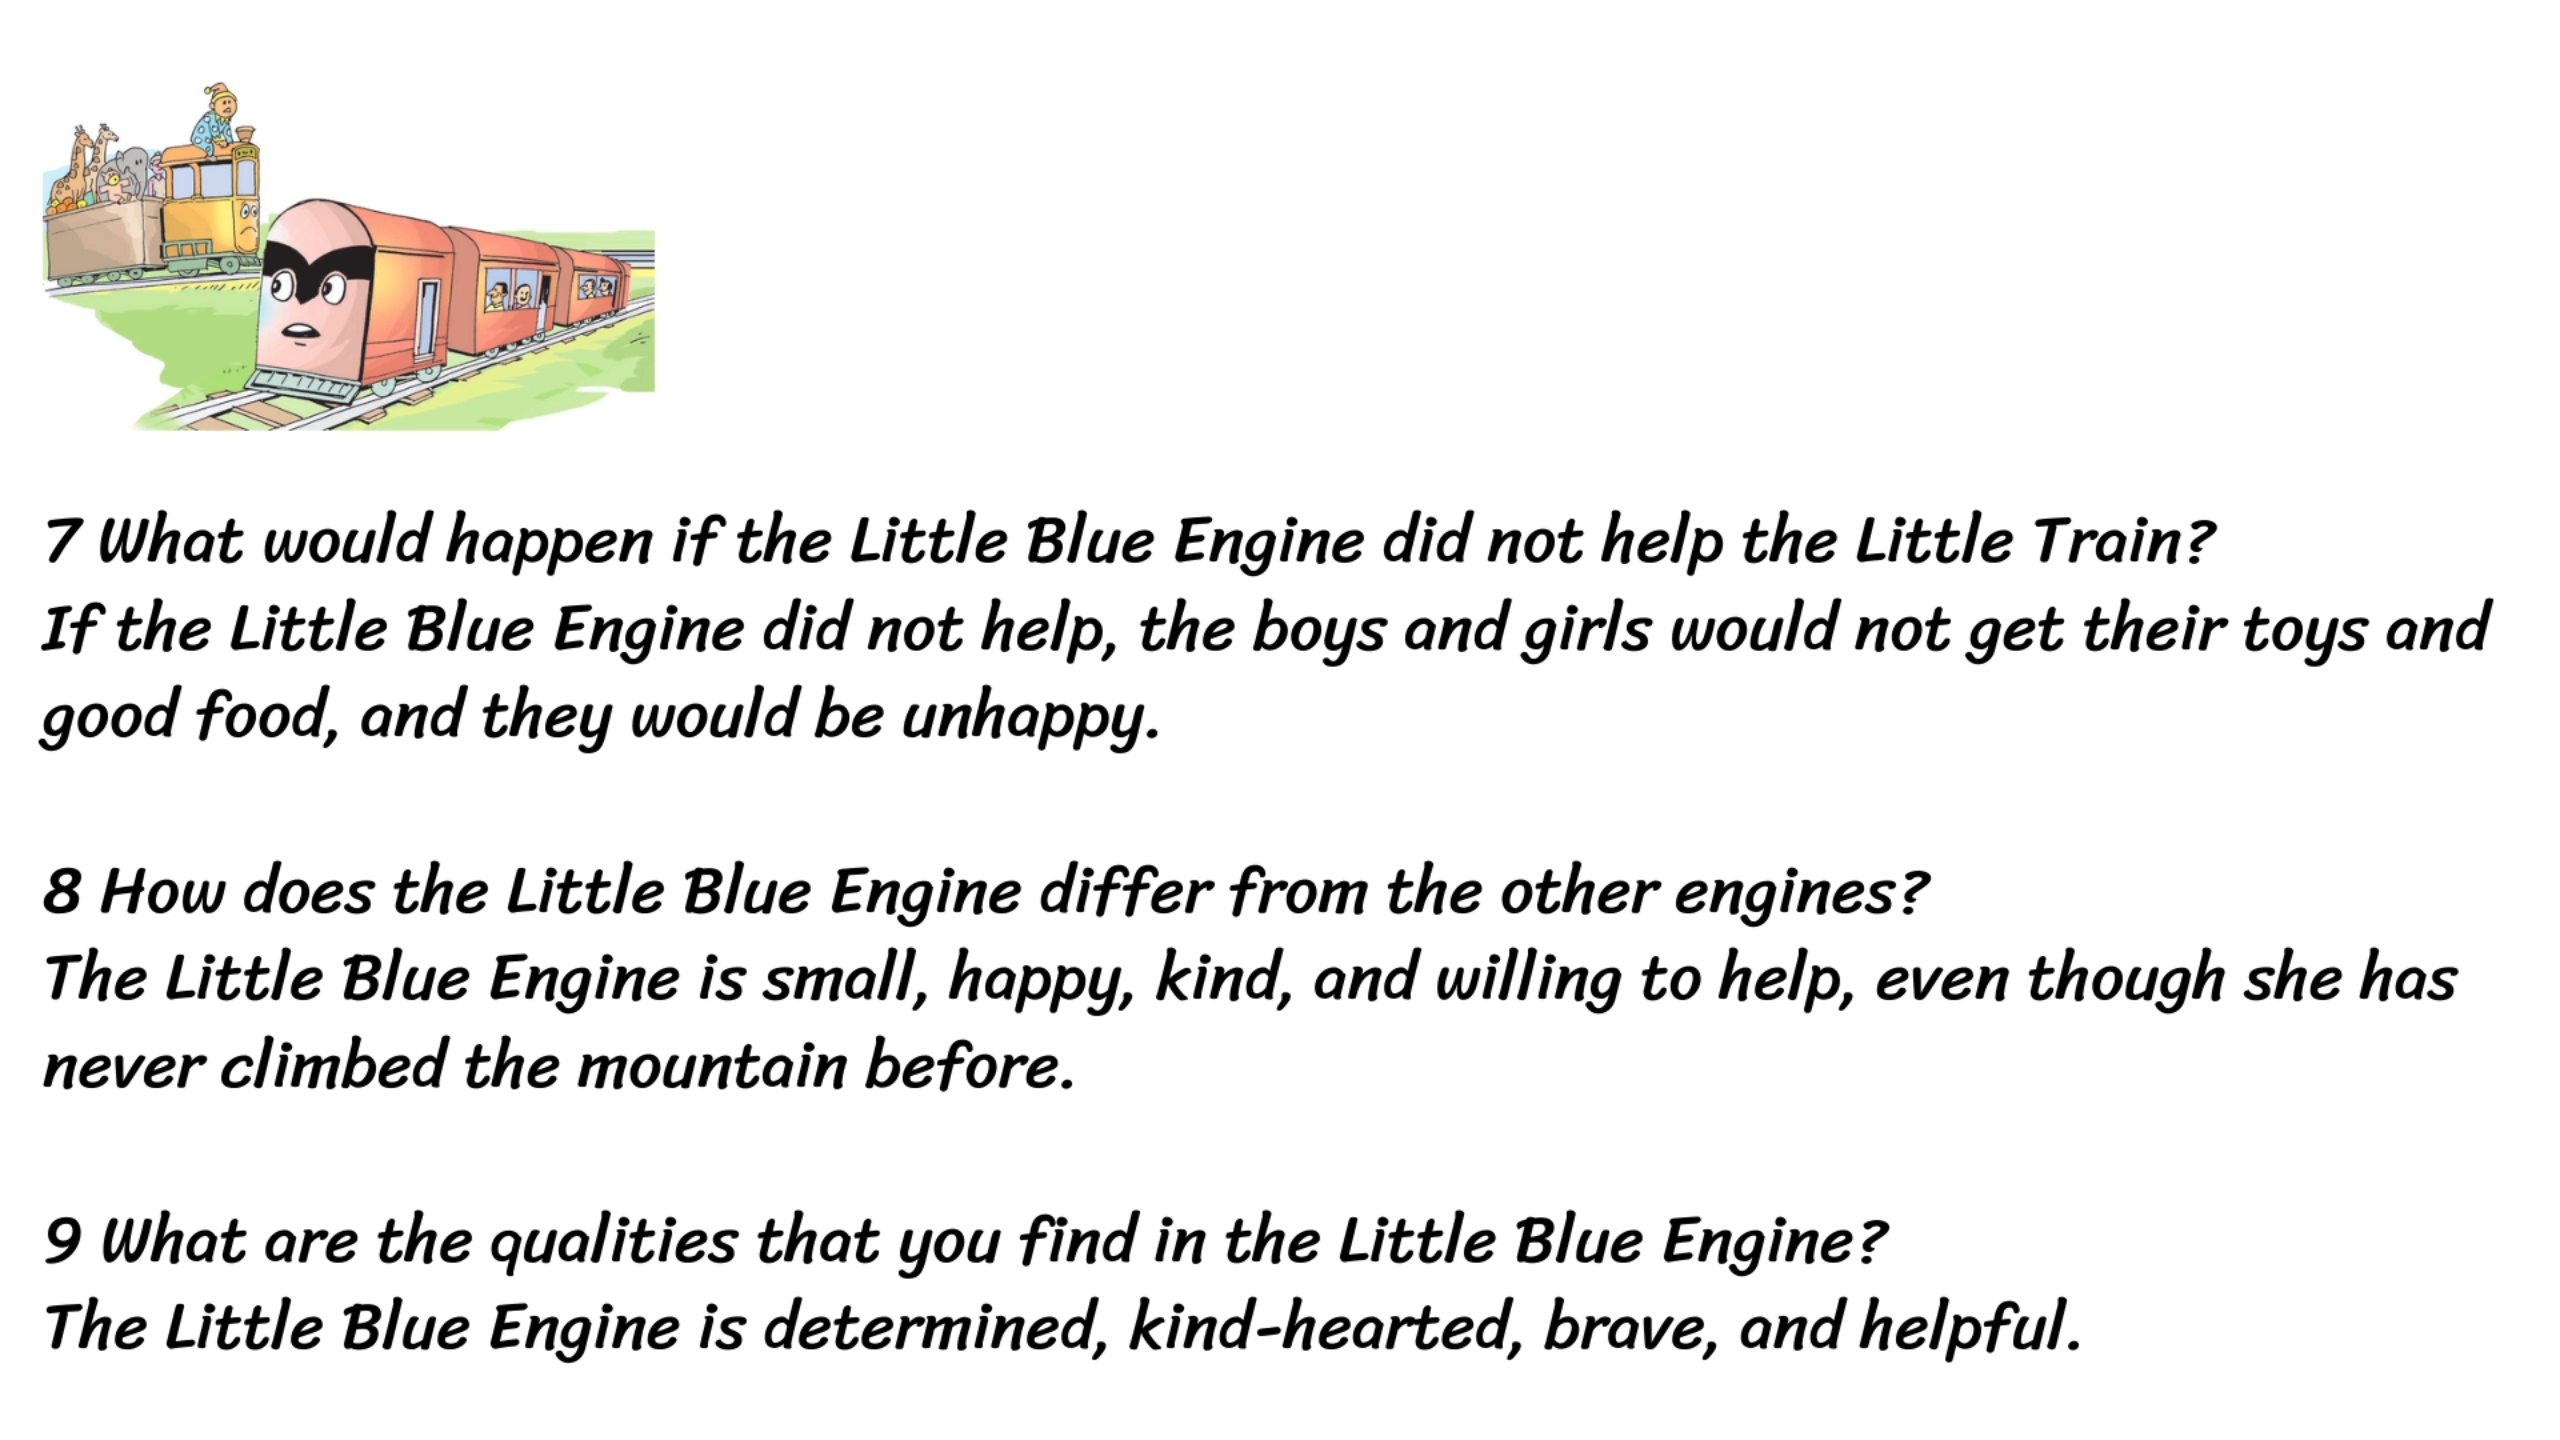 7 What would happen if the Little Blue Engine did not help the Little Train?
If the Little Blue Engine did not help, the boys and girls would not get their toys and
good food, and they would be unhappy.
8 How does the Little Blue Engine differ from the other engines?
The Little Blue Engine is small, happy, kind, and willing to help, even though she has
never climbed the mountain before.
9 What are the qualities that you find in the Little Blue Engine?
The Little Blue Engine is determined, kind-hearted, brave, and helpful.